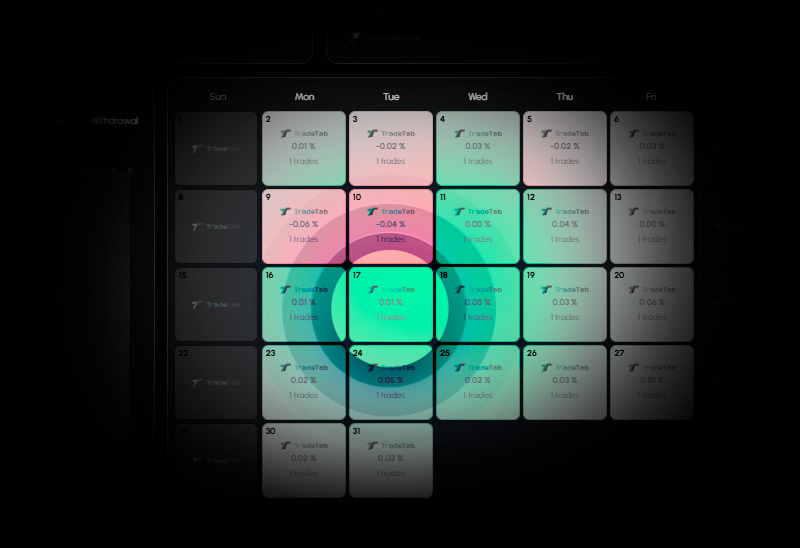 from all time
Withdrawal
Sun Mon Tue Wed Thu Fri
1 2 3 4 5 6
TradeTab TradeTab TradeTab TradeTab TradeTab TradeTab
0.01 % -0.02 % 0.03 % -0.02 % 0.03 %
1 trades 1 trades 1 trades 1 trades 1 trades
8 9 10 11 12 13
TradeTab TradeTab TradeTab TradeTab TradeTab TradeTab
-0.06 % -0.04 % 0.00 % 0.04 % 0.00 %
1 trades 1 trades 1 trades 1 trades 1 trades
15 16 17 18 19 20
TradeTab TradeTab TradeTab TradeTab TradeTab TradeTab
0.01 % 0.01 % 0.05 % 0.03 % 0.06 %
1 trades 1 trades 1 trades 1 trades 1 trades
22 23 24 25 26 27
TradeTab TradeTab TradeTab TradeTab TradeTab TradeTab
0.02 % 0.05 % 0.02 % 0.03 % 0.01 %
1 trades 1 trades 1 trades 1 trades 1 trades
29 30 31
TradeTab TradeTab TradeTab
0.02 % 0.03 %
1 trades 1 trades